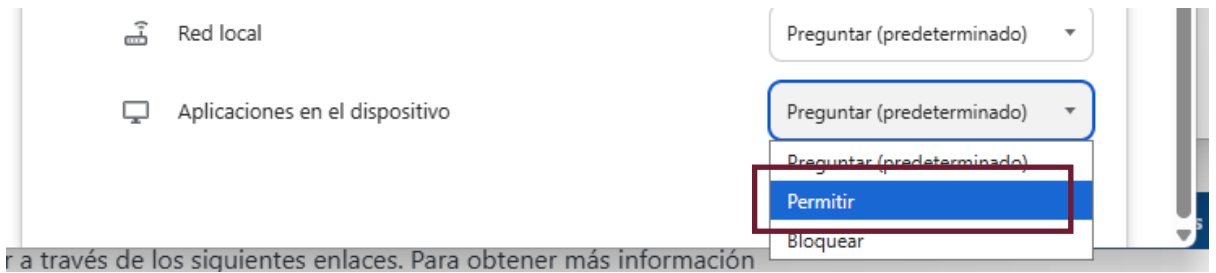 Red local
Preguntar (predeterminado)
Aplicaciones en el dispositivo
Preguntar (predeterminado)
Preguntar (predeterminado)
Permitir
Bloquear
s
r a través de los siguientes enlaces. Para obtener más información